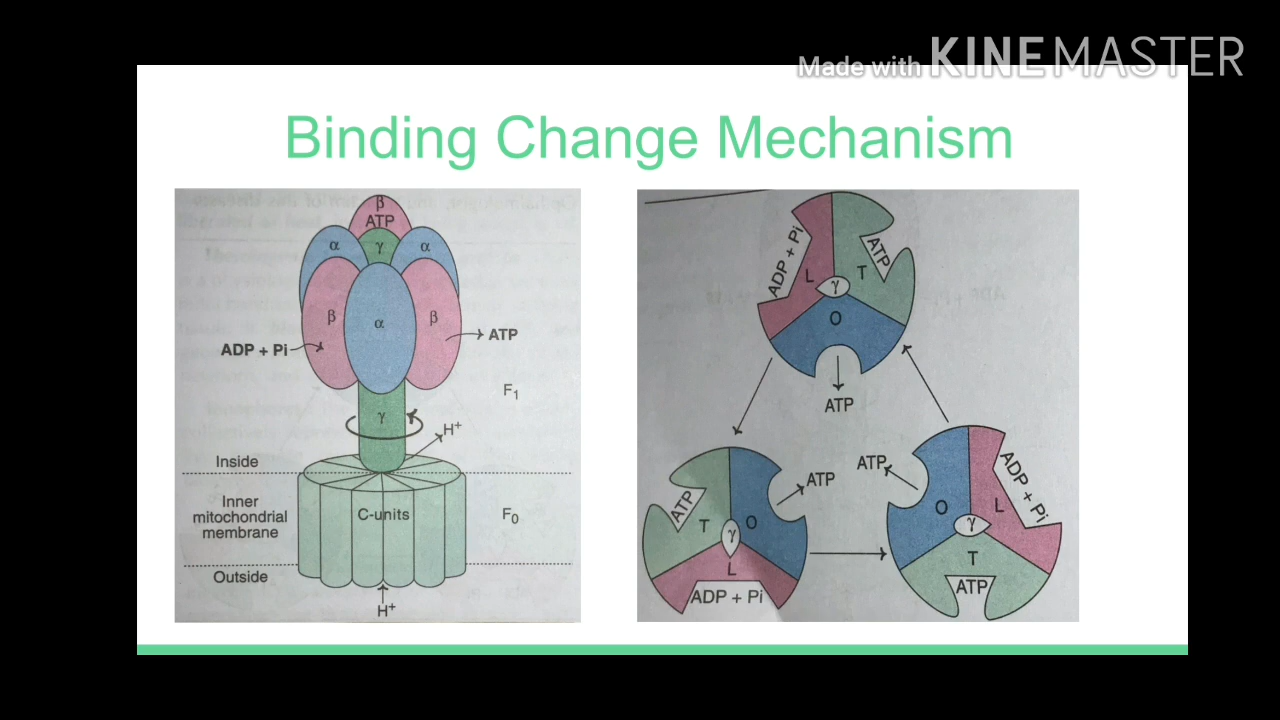 Made with KINEMASTER
Binding Change Mechanism
β
ATP
α
γ
α
β
α
β
ADP + Pi
ATP
F₁
γ
H⁺
Inside
Inner
mitochondrial
membrane
C-units
F₀
Outside
H⁺
ADP + Pi
ATP
L
T
γ
O
ATP
ATP
T
O
γ
L
ADP + Pi
ATP
ATP
O
L
ADP + Pi
γ
T
ATP